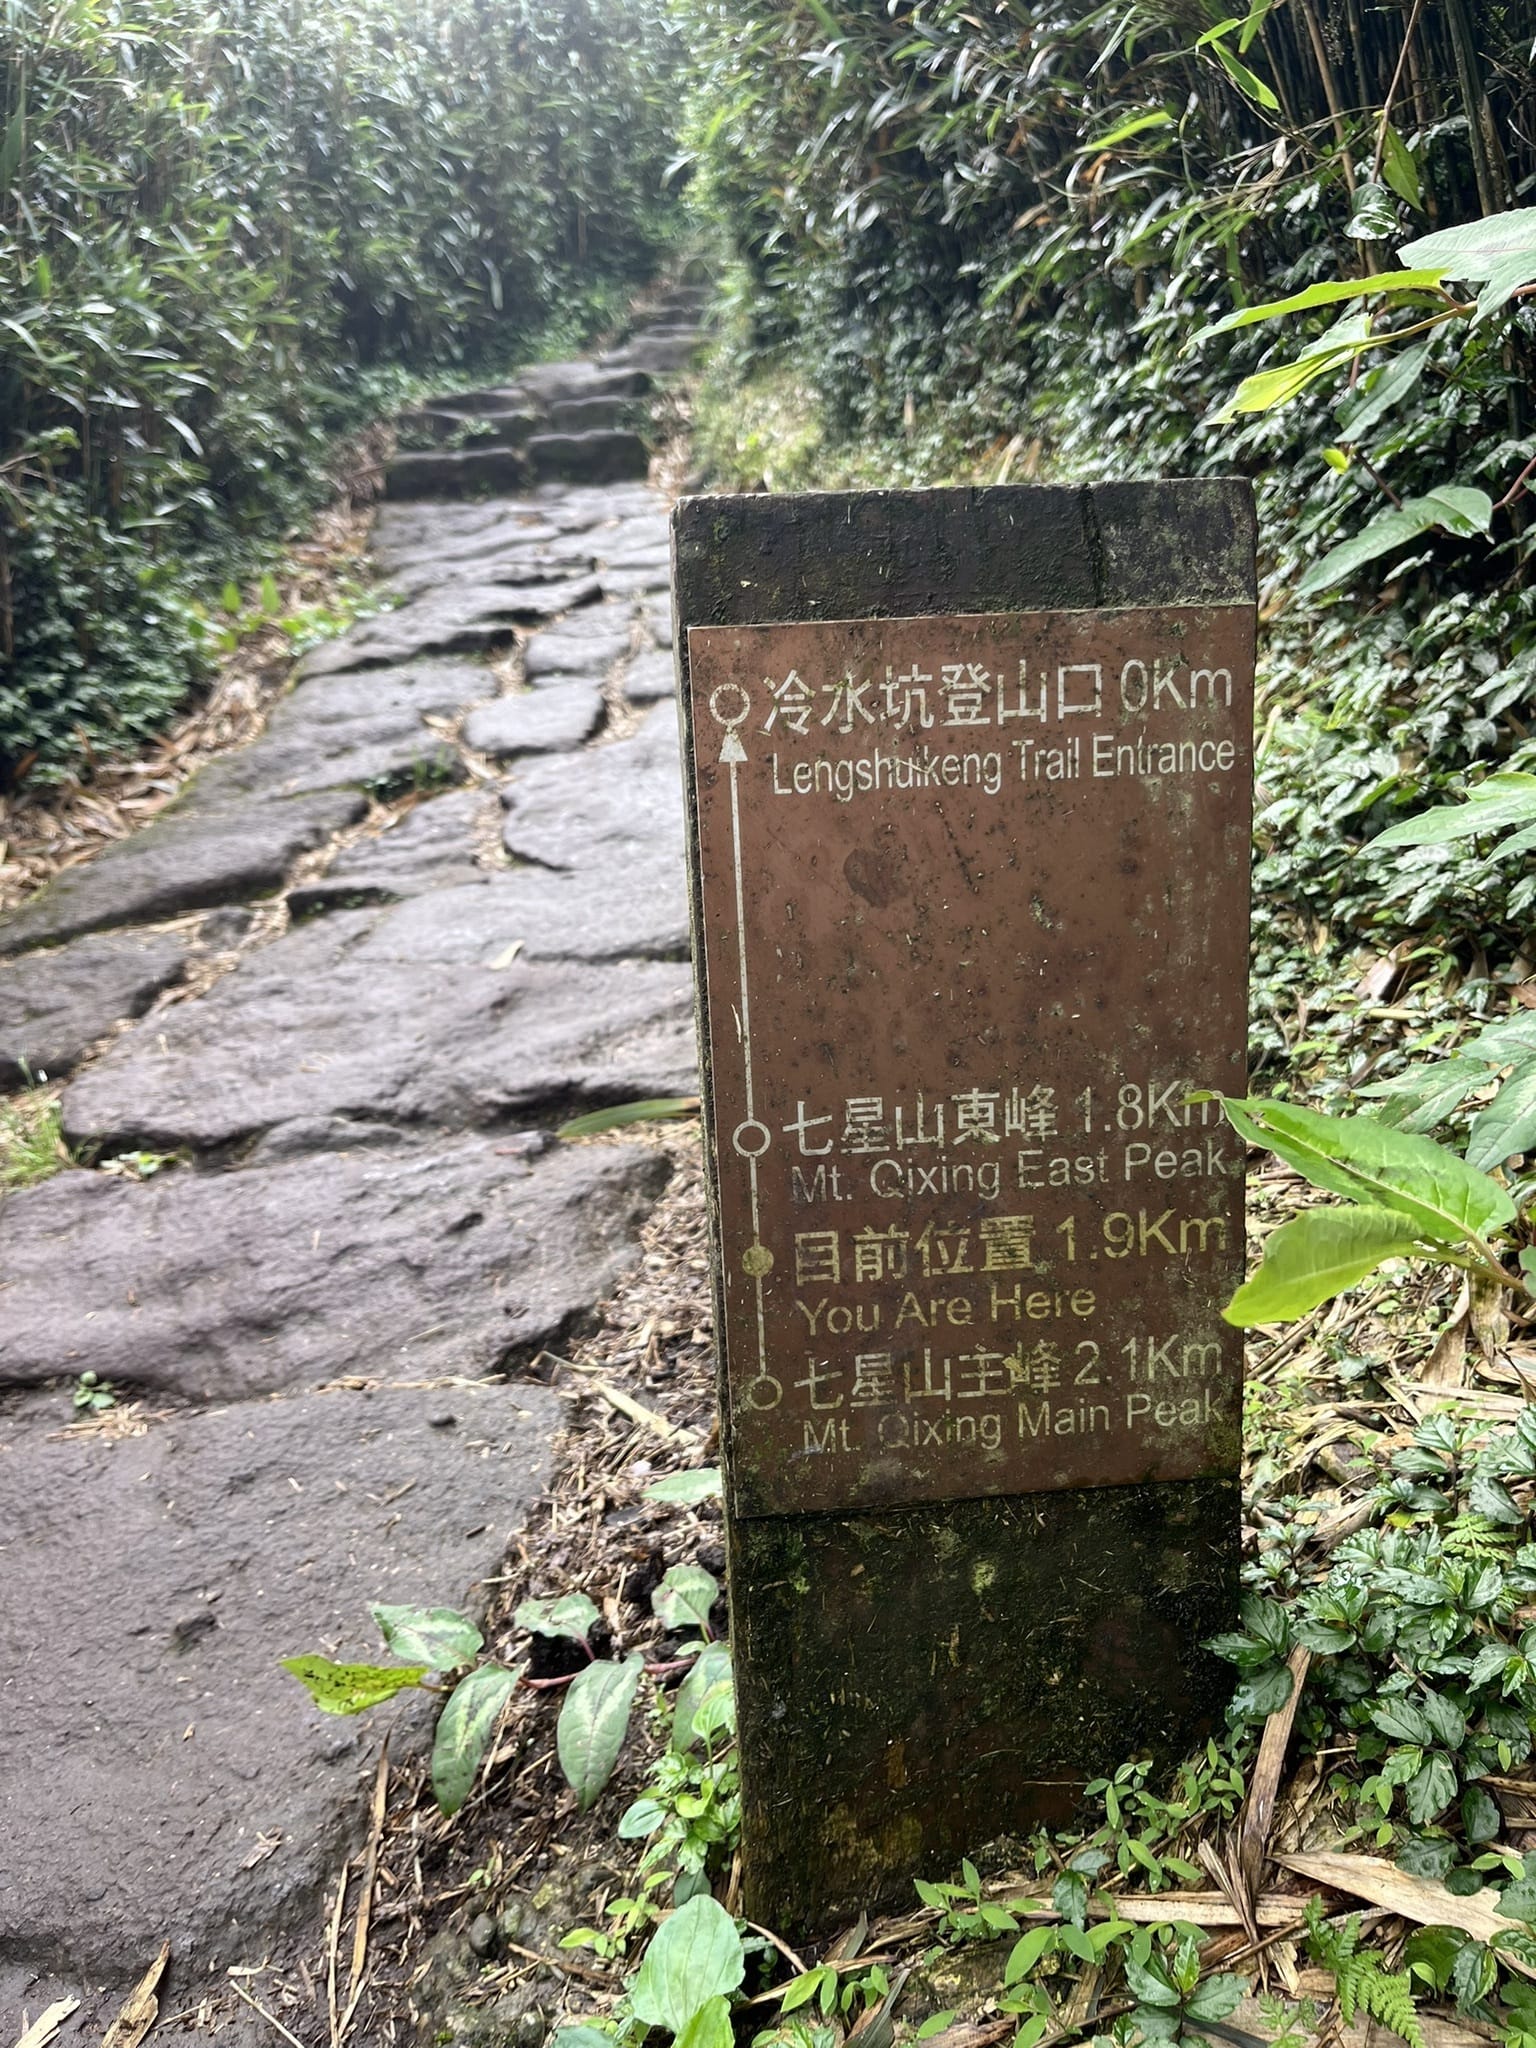 冷水坑登山口 0Km
Lengshuikeng Trail Entrance
七星山東峰 1.8Km
Mt. Qixing East Peak
目前位置 1.9Km
You Are Here
七星山主峰 2.1Km
Mt. Qixing Main Peak